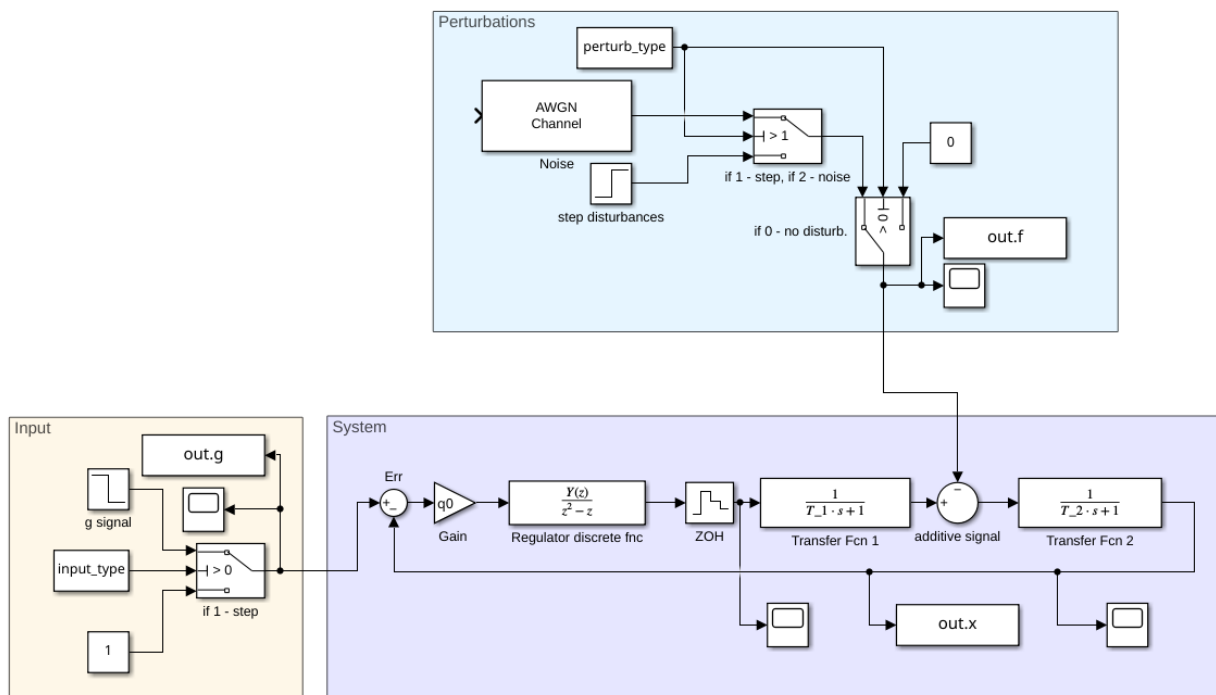 Perturbations
perturb_type
AWGN
Channel
Noise
> 1
if 1 - step, if 2 - noise
0
step disturbances
> 0
if 0 - no disturb.
out.f
Input
out.g
g signal
input_type
> 0
if 1 - step
1
System
Err
+
−
q0
Gain
Y(z)
z² − z
Regulator discrete fnc
ZOH
1
T_1 · s + 1
Transfer Fcn 1
−
+
additive signal
1
T_2 · s + 1
Transfer Fcn 2
out.x